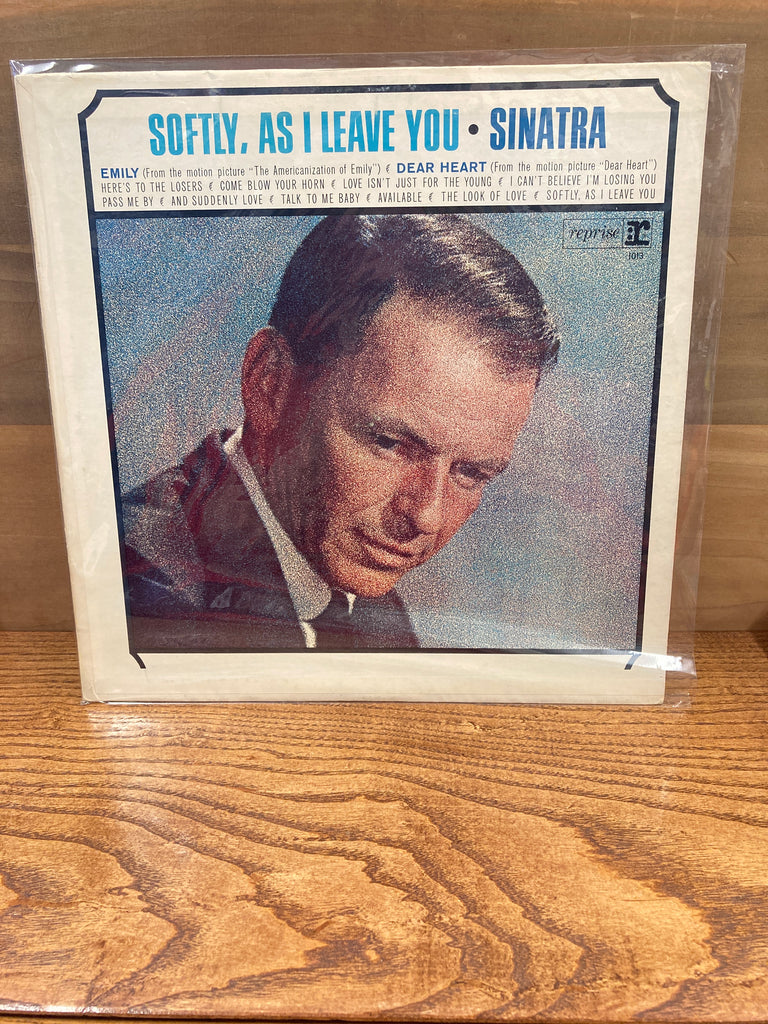 SOFTLY, AS I LEAVE YOU • SINATRA
EMILY (From the motion picture "The Americanization of Emily") € DEAR HEART (From the motion picture "Dear Heart")
HERE'S TO THE LOSERS € COME BLOW YOUR HORN € LOVE ISN'T JUST FOR THE YOUNG € I CAN'T BELIEVE I'M LOSING YOU
PASS ME BY € AND SUDDENLY LOVE € TALK TO ME BABY € AVAILABLE € THE LOOK OF LOVE € SOFTLY, AS I LEAVE YOU
reprise r:
1013